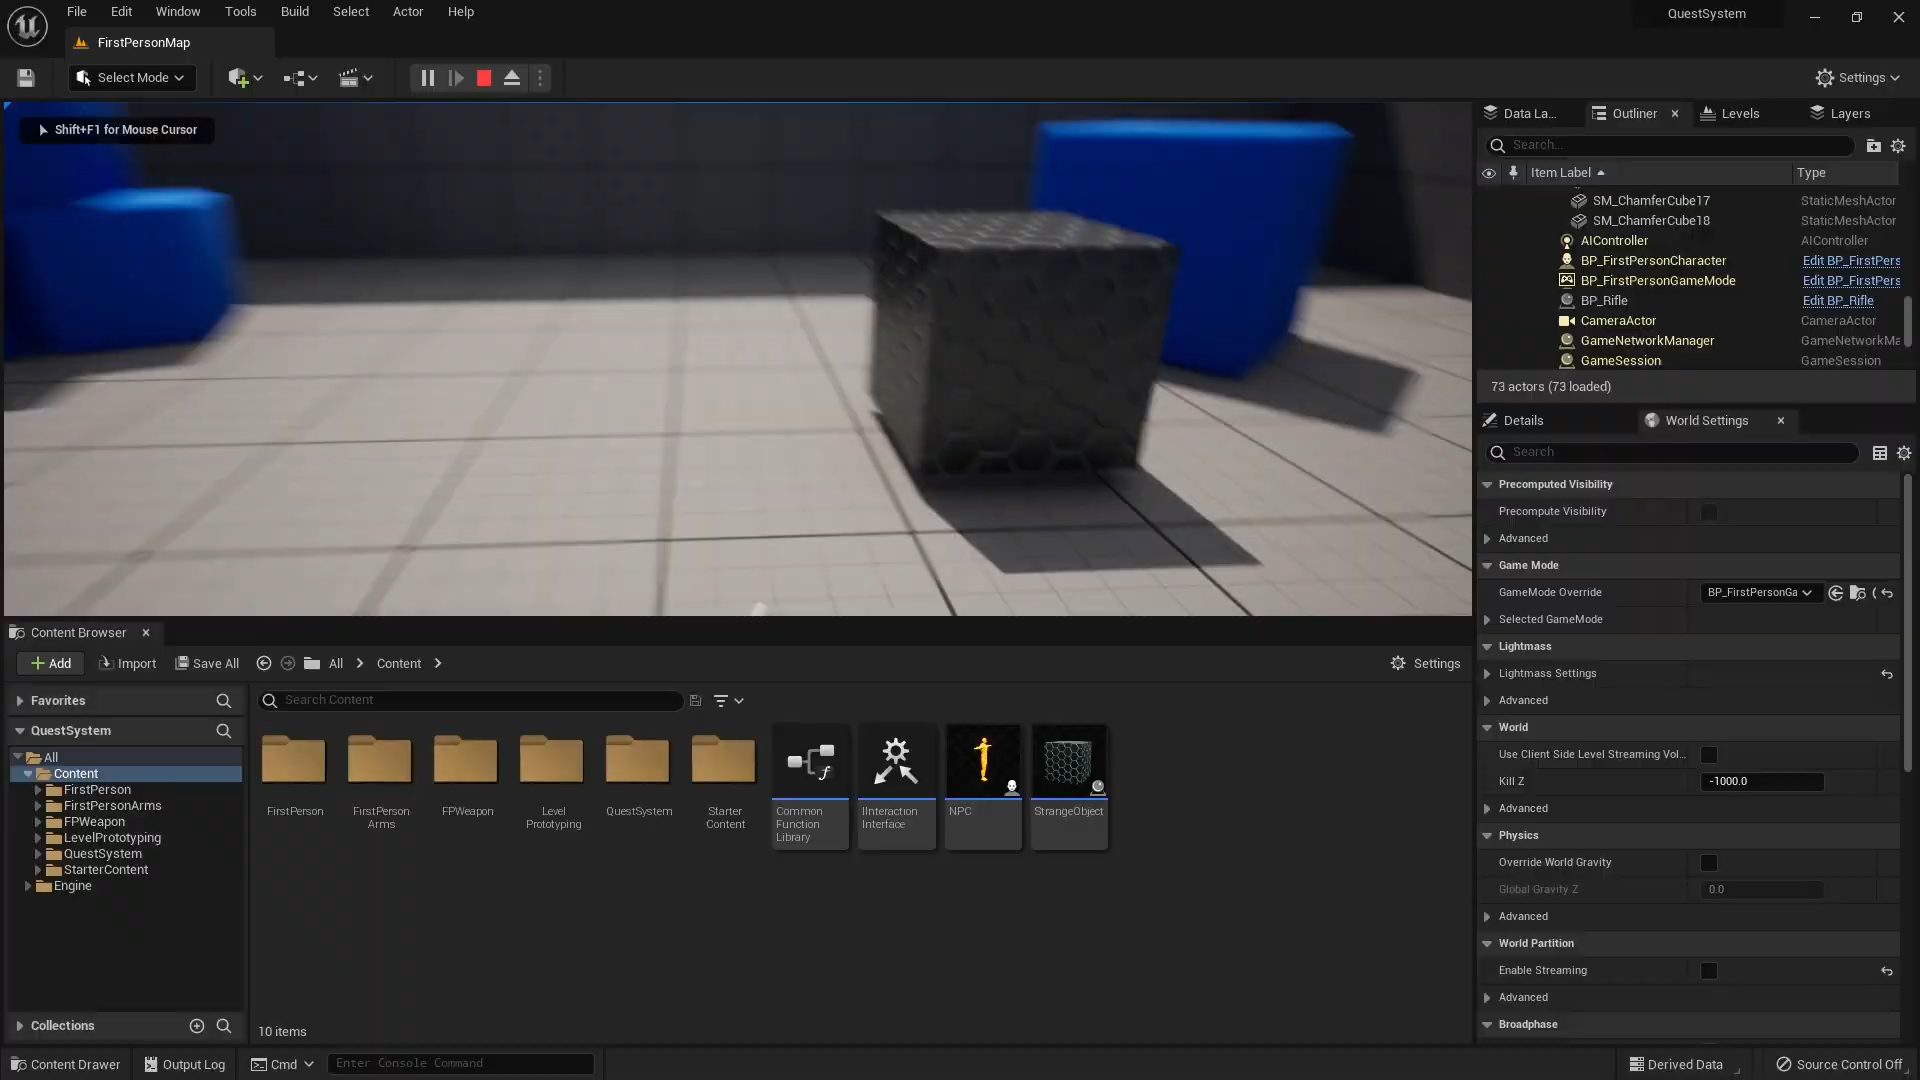 File Edit Window Tools Build Select Actor Help
QuestSystem
FirstPersonMap
Select Mode
Settings
Shift+F1 for Mouse Cursor
Data La...
Outliner
Levels
Layers
Search...
Item Label
Type
SM_ChamferCube17 StaticMeshActor
SM_ChamferCube18 StaticMeshActor
AIController AIController
BP_FirstPersonCharacter Edit BP_FirstPers
BP_FirstPersonGameMode Edit BP_FirstPers
BP_Rifle Edit BP_Rifle
CameraActor CameraActor
GameNetworkManager GameNetworkMa
GameSession GameSession
73 actors (73 loaded)
Details
World Settings
Search
Precomputed Visibility
Precompute Visibility
Advanced
Game Mode
GameMode Override BP_FirstPersonGa
Selected GameMode
Lightmass
Lightmass Settings
Advanced
World
Use Client Side Level Streaming Vol...
Kill Z -1000.0
Advanced
Physics
Override World Gravity
Global Gravity Z 0.0
Advanced
World Partition
Enable Streaming
Advanced
Broadphase
Content Browser
Add Import Save All All Content
Settings
Favorites
Search Content
QuestSystem
All
Content
FirstPerson
FirstPersonArms
FPWeapon
LevelPrototyping
QuestSystem
StarterContent
Engine
Collections
FirstPerson
FirstPerson
Arms
FPWeapon
Level
Prototyping
QuestSystem
Starter
Content
Common
Function
Library
IInteraction
Interface
NPC
StrangeObject
10 items
Content Drawer
Output Log
Cmd
Enter Console Command
Derived Data
Source Control Off